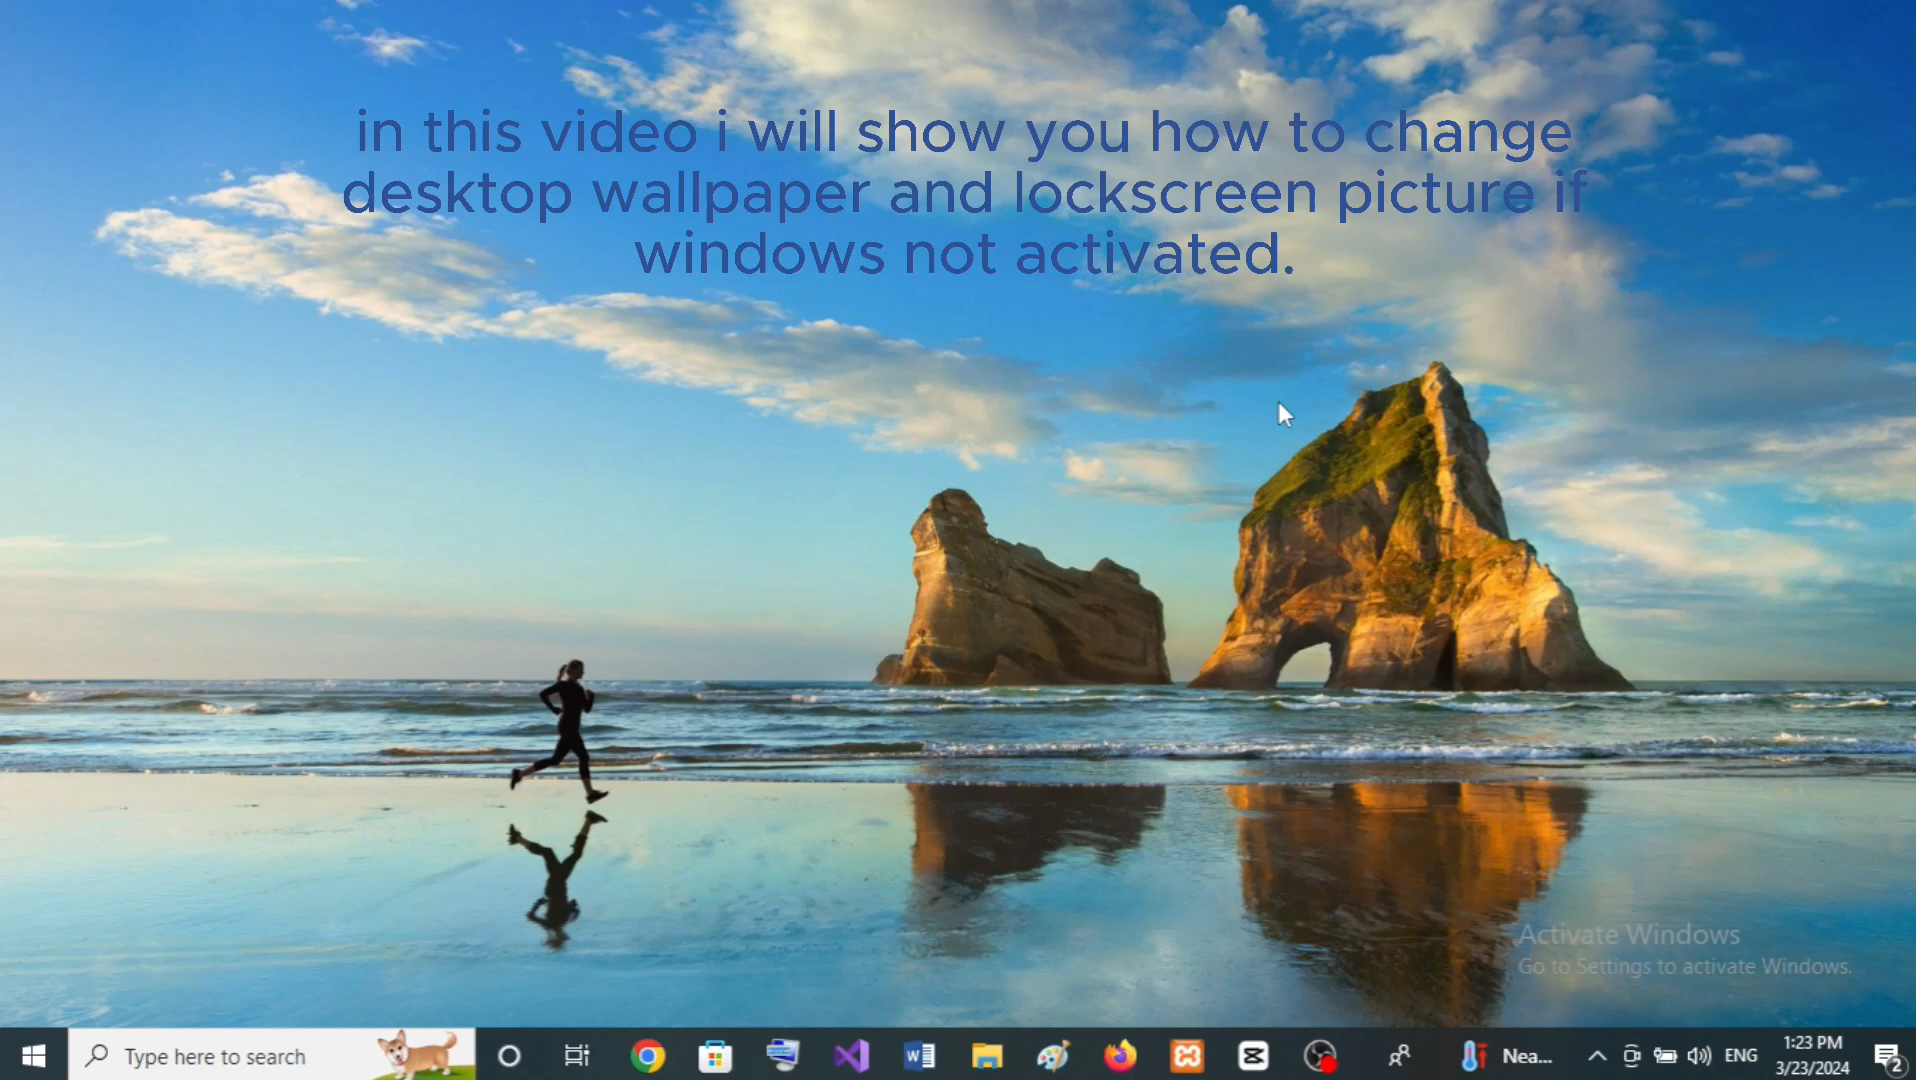 in this video i will show you how to change
desktop wallpaper and lockscreen picture if
windows not activated.
Activate Windows
Go to Settings to activate Windows.
Type here to search
Nea...
ENG
1:23 PM
3/23/2024
2